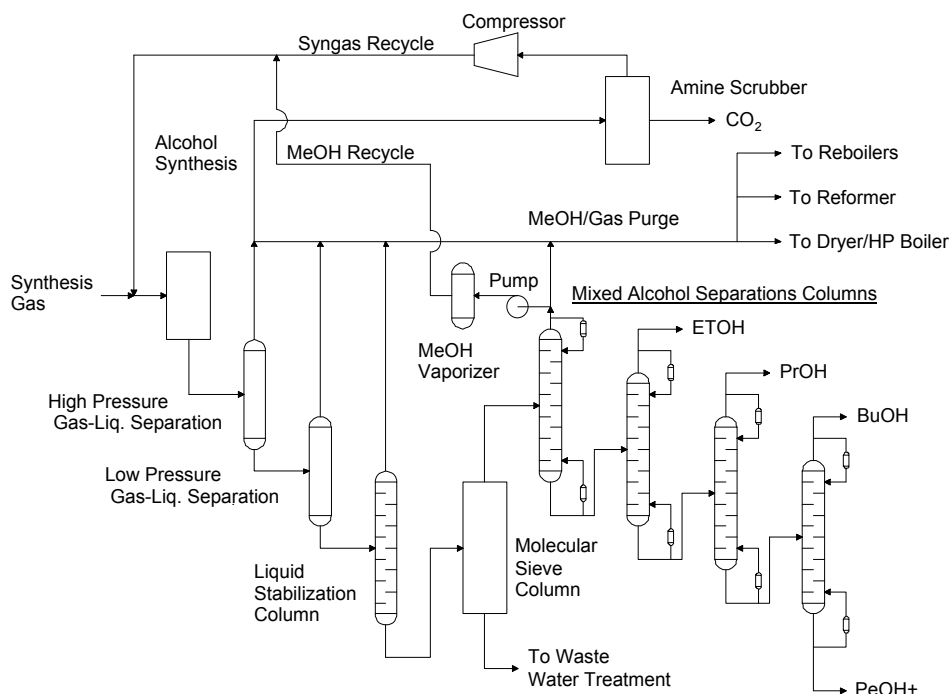 Compressor
Syngas Recycle
Amine Scrubber
CO2
Alcohol
Synthesis
MeOH Recycle
To Reboilers
To Reformer
MeOH/Gas Purge
To Dryer/HP Boiler
Synthesis
Gas
Pump
Mixed Alcohol Separations Columns
ETOH
MeOH
Vaporizer
PrOH
High Pressure
Gas-Liq. Separation
BuOH
Low Pressure
Gas-Liq. Separation
Liquid
Stabilization
Column
Molecular
Sieve
Column
To Waste
Water Treatment
PeOH+